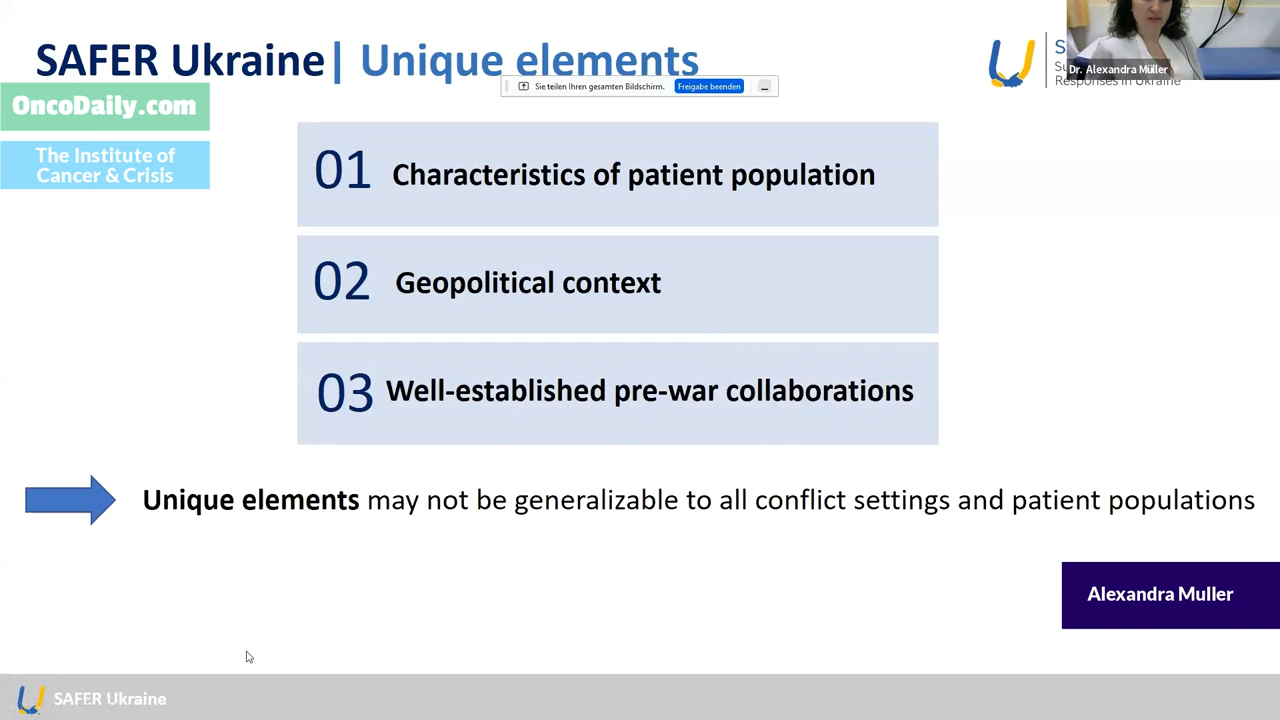 SAFER Ukraine| Unique elements
Dr. Alexandra Müller
Responses in Ukraine
OncoDaily.com
Sie teilen Ihren gesamten Bildschirm.
Freigabe beenden
The Institute of
Cancer & Crisis
01 Characteristics of patient population
02 Geopolitical context
03 Well-established pre-war collaborations
Unique elements may not be generalizable to all conflict settings and patient populations
Alexandra Muller
SAFER Ukraine